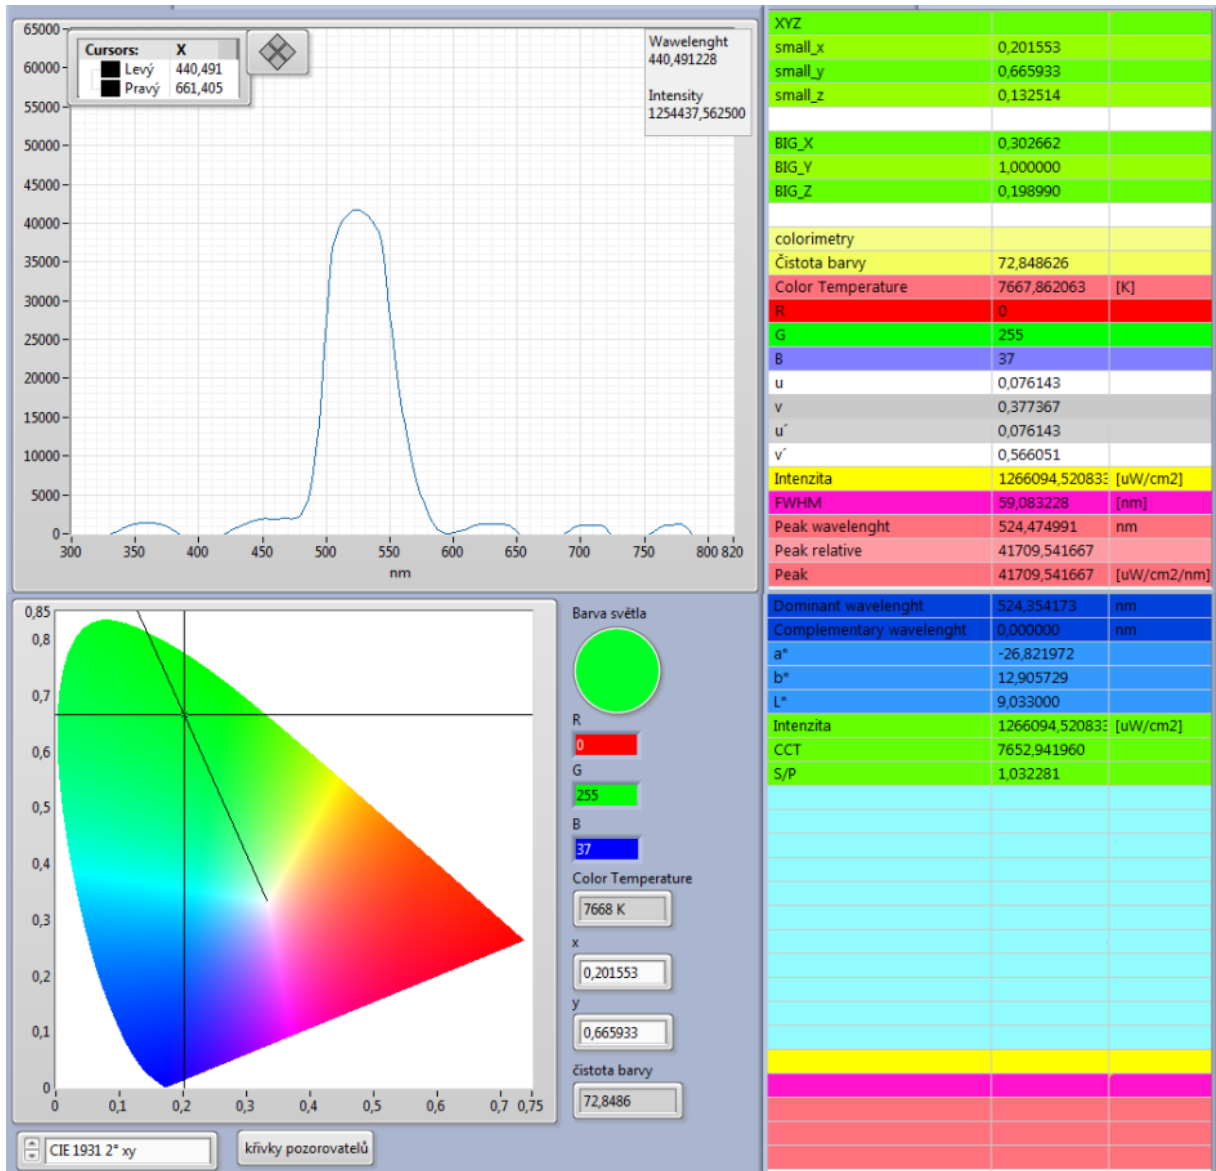 65000
60000
55000
50000
45000
40000
35000
30000
25000
20000
15000
10000
5000
0
Cursors: X
Levý 440,491
Pravý 661,405
Wawelenght
440,491228
Intensity
1254437,562500
300 350 400 450 500 550 600 650 700 750 800 820
nm
XYZ
small_x 0,201553
small_y 0,665933
small_z 0,132514
BIG_X 0,302662
BIG_Y 1,000000
BIG_Z 0,198990
colorimetry
Čistota barvy 72,848626
Color Temperature 7667,862063 [K]
R 0
G 255
B 37
u 0,076143
v 0,377367
u´ 0,076143
v´ 0,566051
Intenzita 1266094,520833 [uW/cm2]
FWHM 59,083228 [nm]
Peak wavelenght 524,474991 nm
Peak relative 41709,541667
Peak 41709,541667 [uW/cm2/nm]
Dominant wavelenght 524,354173 nm
Complementary wavelenght 0,000000 nm
a* -26,821972
b* 12,905729
L* 9,033000
Intenzita 1266094,520833 [uW/cm2]
CCT 7652,941960
S/P 1,032281
0,85
0,8
0,7
0,6
0,5
0,4
0,3
0,2
0,1
0
0 0,1 0,2 0,3 0,4 0,5 0,6 0,7 0,75
Barva světla
R
0
G
255
B
37
Color Temperature
7668 K
x
0,201553
y
0,665933
čistota barvy
72,8486
CIE 1931 2° xy
křivky pozorovatelů